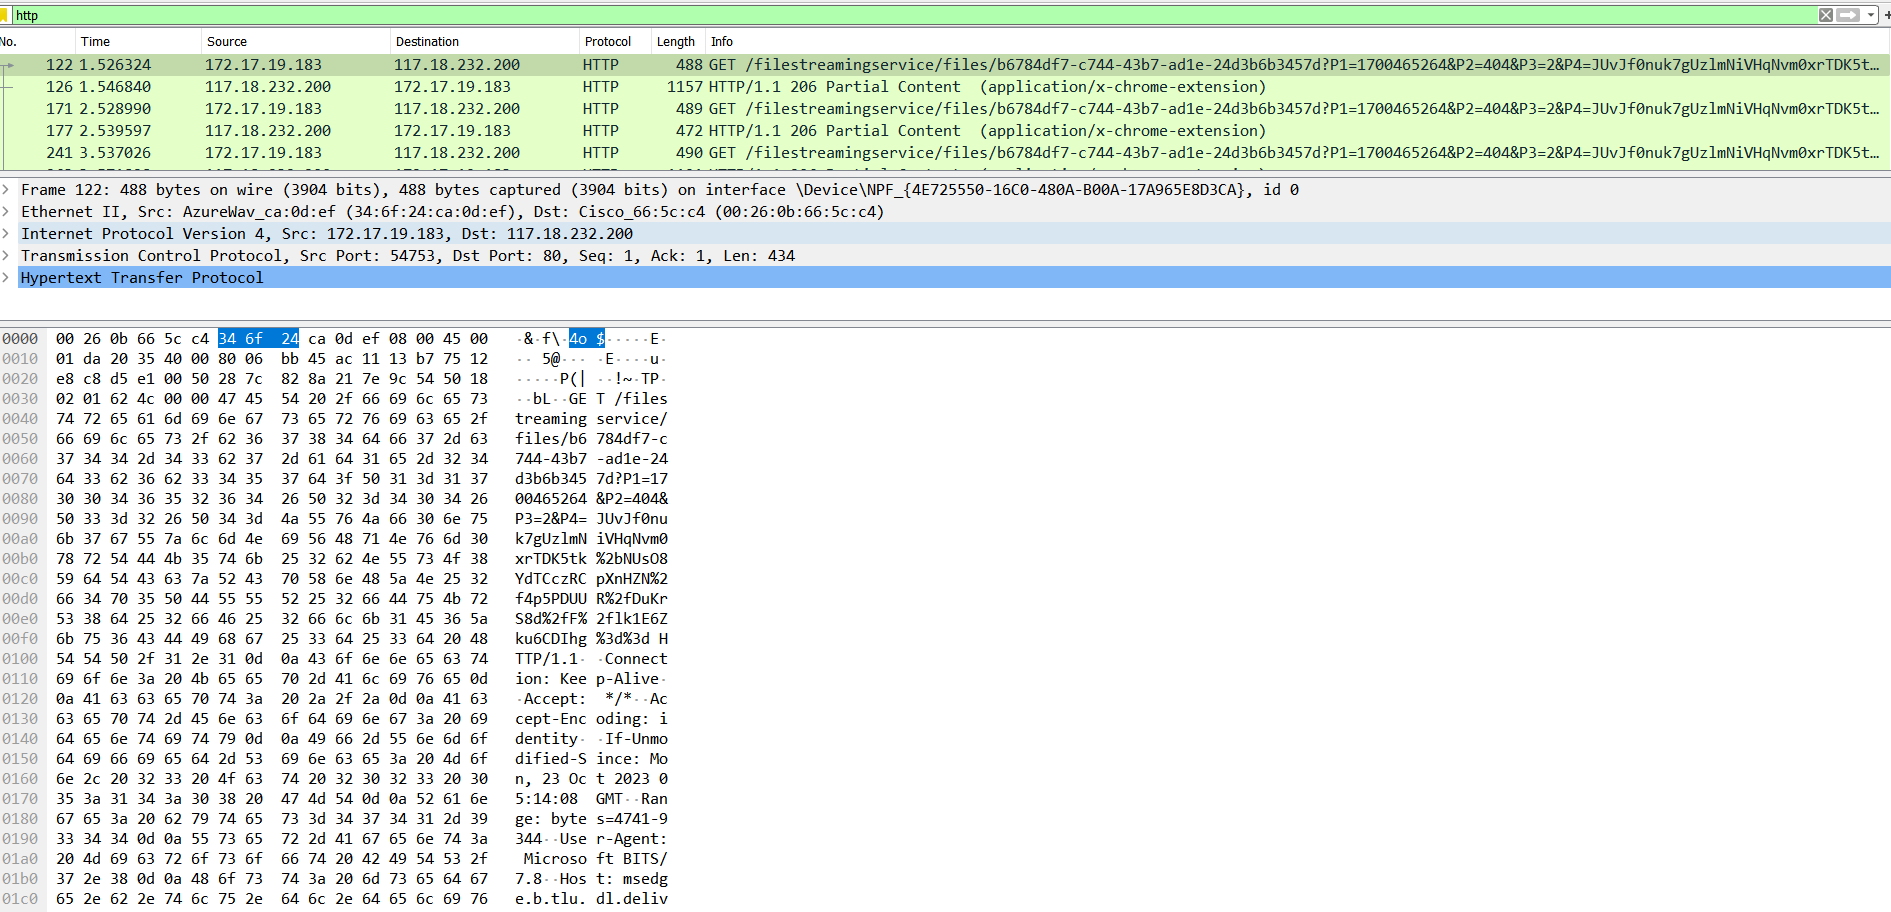 http
No. Time Source Destination Protocol Length Info
122 1.526324 172.17.19.183 117.18.232.200 HTTP 488 GET /filestreamingservice/files/b6784df7-c744-43b7-ad1e-24d3b6b3457d?P1=1700465264&P2=404&P3=2&P4=JUvJf0nuk7gUzlmNiVHqNvm0xrTDK5t…
126 1.546840 117.18.232.200 172.17.19.183 HTTP 1157 HTTP/1.1 206 Partial Content (application/x-chrome-extension)
171 2.528990 172.17.19.183 117.18.232.200 HTTP 489 GET /filestreamingservice/files/b6784df7-c744-43b7-ad1e-24d3b6b3457d?P1=1700465264&P2=404&P3=2&P4=JUvJf0nuk7gUzlmNiVHqNvm0xrTDK5t…
177 2.539597 117.18.232.200 172.17.19.183 HTTP 472 HTTP/1.1 206 Partial Content (application/x-chrome-extension)
241 3.537026 172.17.19.183 117.18.232.200 HTTP 490 GET /filestreamingservice/files/b6784df7-c744-43b7-ad1e-24d3b6b3457d?P1=1700465264&P2=404&P3=2&P4=JUvJf0nuk7gUzlmNiVHqNvm0xrTDK5t…
Frame 122: 488 bytes on wire (3904 bits), 488 bytes captured (3904 bits) on interface \Device\NPF_{4E725550-16C0-480A-B00A-17A965E8D3CA}, id 0
Ethernet II, Src: AzureWav_ca:0d:ef (34:6f:24:ca:0d:ef), Dst: Cisco_66:5c:c4 (00:26:0b:66:5c:c4)
Internet Protocol Version 4, Src: 172.17.19.183, Dst: 117.18.232.200
Transmission Control Protocol, Src Port: 54753, Dst Port: 80, Seq: 1, Ack: 1, Len: 434
Hypertext Transfer Protocol
0000 00 26 0b 66 5c c4 34 6f 24 ca 0d ef 08 00 45 00 ·&·f\·4o $·····E·
0010 01 da 20 35 40 00 80 06 bb 45 ac 11 13 b7 75 12 ·· 5@··· ·E····u·
0020 e8 c8 d5 e1 00 50 28 7c 82 8a 21 7e 9c 54 50 18 ·····P(| ··!~·TP·
0030 02 01 62 4c 00 00 47 45 54 20 2f 66 69 6c 65 73 ··bL··GE T /files
0040 74 72 65 61 6d 69 6e 67 73 65 72 76 69 63 65 2f treaming service/
0050 66 69 6c 65 73 2f 62 36 37 38 34 64 66 37 2d 63 files/b6 784df7-c
0060 37 34 34 2d 34 33 62 37 2d 61 64 31 65 2d 32 34 744-43b7 -ad1e-24
0070 64 33 62 36 62 33 34 35 37 64 3f 50 31 3d 31 37 d3b6b345 7d?P1=17
0080 30 30 34 36 35 32 36 34 26 50 32 3d 34 30 34 26 00465264 &P2=404&
0090 50 33 3d 32 26 50 34 3d 4a 55 76 4a 66 30 6e 75 P3=2&P4= JUvJf0nu
00a0 6b 37 67 55 7a 6c 6d 4e 69 56 48 71 4e 76 6d 30 k7gUzlmN iVHqNvm0
00b0 78 72 54 44 4b 35 74 6b 25 32 62 4e 55 73 4f 38 xrTDK5tk %2bNUsO8
00c0 59 64 54 43 63 7a 52 43 70 58 6e 48 5a 4e 25 32 YdTCczRC pXnHZN%2
00d0 66 34 70 35 50 44 55 55 52 25 32 66 44 75 4b 72 f4p5PDUU R%2fDuKr
00e0 53 38 64 25 32 66 46 25 32 66 6c 6b 31 45 36 5a S8d%2fF% 2flk1E6Z
00f0 6b 75 36 43 44 49 68 67 25 33 64 25 33 64 20 48 ku6CDIhg %3d%3d H
0100 54 54 50 2f 31 2e 31 0d 0a 43 6f 6e 6e 65 63 74 TTP/1.1· ·Connect
0110 69 6f 6e 3a 20 4b 65 65 70 2d 41 6c 69 76 65 0d ion: Kee p-Alive·
0120 0a 41 63 63 65 70 74 3a 20 2a 2f 2a 0d 0a 41 63 ·Accept: */*··Ac
0130 63 65 70 74 2d 45 6e 63 6f 64 69 6e 67 3a 20 69 cept-Enc oding: i
0140 64 65 6e 74 69 74 79 0d 0a 49 66 2d 55 6e 6d 6f dentity· ·If-Unmo
0150 64 69 66 69 65 64 2d 53 69 6e 63 65 3a 20 4d 6f dified-S ince: Mo
0160 6e 2c 20 32 33 20 4f 63 74 20 32 30 32 33 20 30 n, 23 Oc t 2023 0
0170 35 3a 31 34 3a 30 38 20 47 4d 54 0d 0a 52 61 6e 5:14:08 GMT··Ran
0180 67 65 3a 20 62 79 74 65 73 3d 34 37 34 31 2d 39 ge: byte s=4741-9
0190 33 34 34 0d 0a 55 73 65 72 2d 41 67 65 6e 74 3a 344··Use r-Agent:
01a0 20 4d 69 63 72 6f 73 6f 66 74 20 42 49 54 53 2f Microso ft BITS/
01b0 37 2e 38 0d 0a 48 6f 73 74 3a 20 6d 73 65 64 67 7.8··Hos t: msedg
01c0 65 2e 62 2e 74 6c 75 2e 64 6c 2e 64 65 6c 69 76 e.b.tlu. dl.deliv